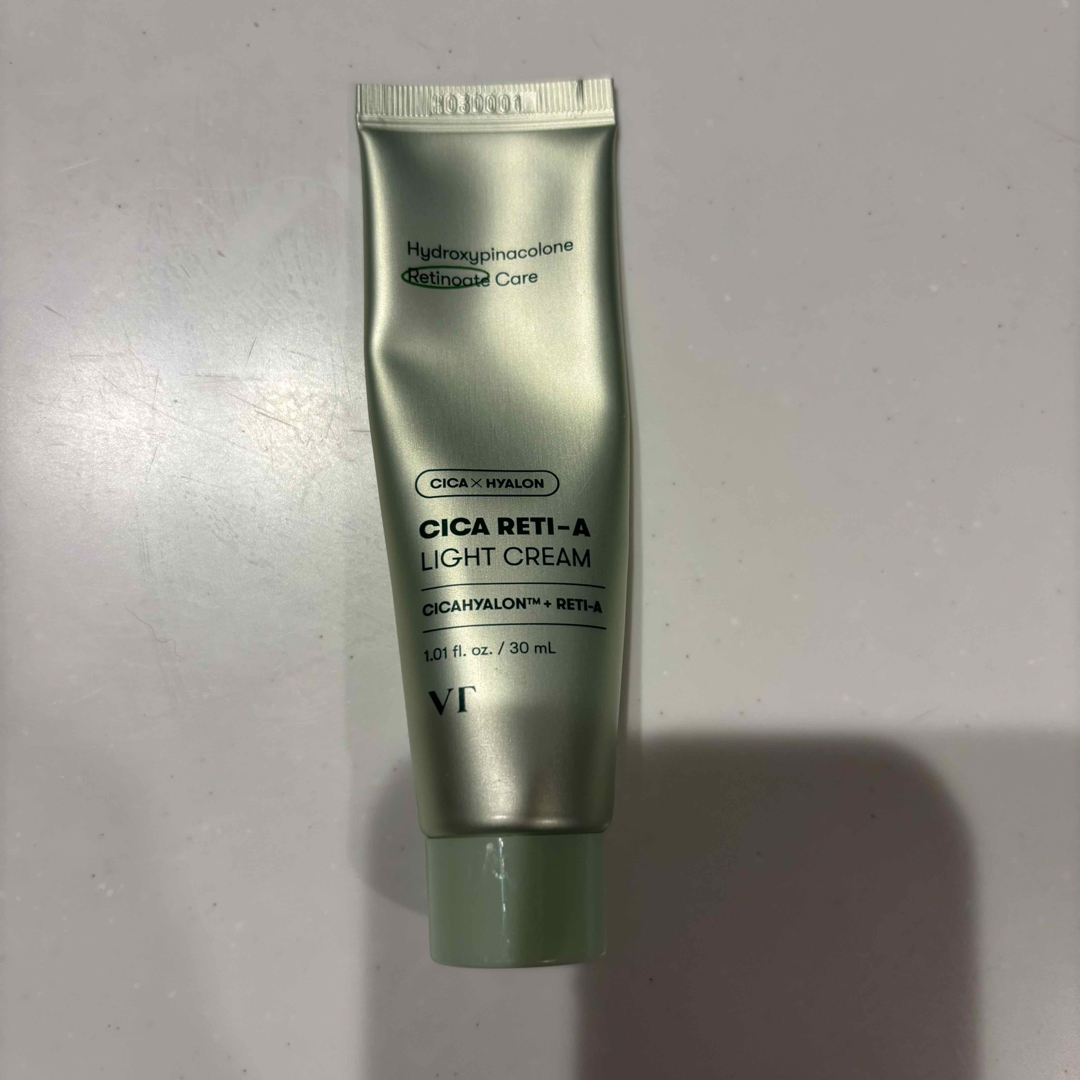 Hydroxypinacolone
Retinoate Care
CICA×HYALON
CICA RETI-A
LIGHT CREAM
CICAHYALON™ + RETI-A
1.01 fl. oz. / 30 mL
VT